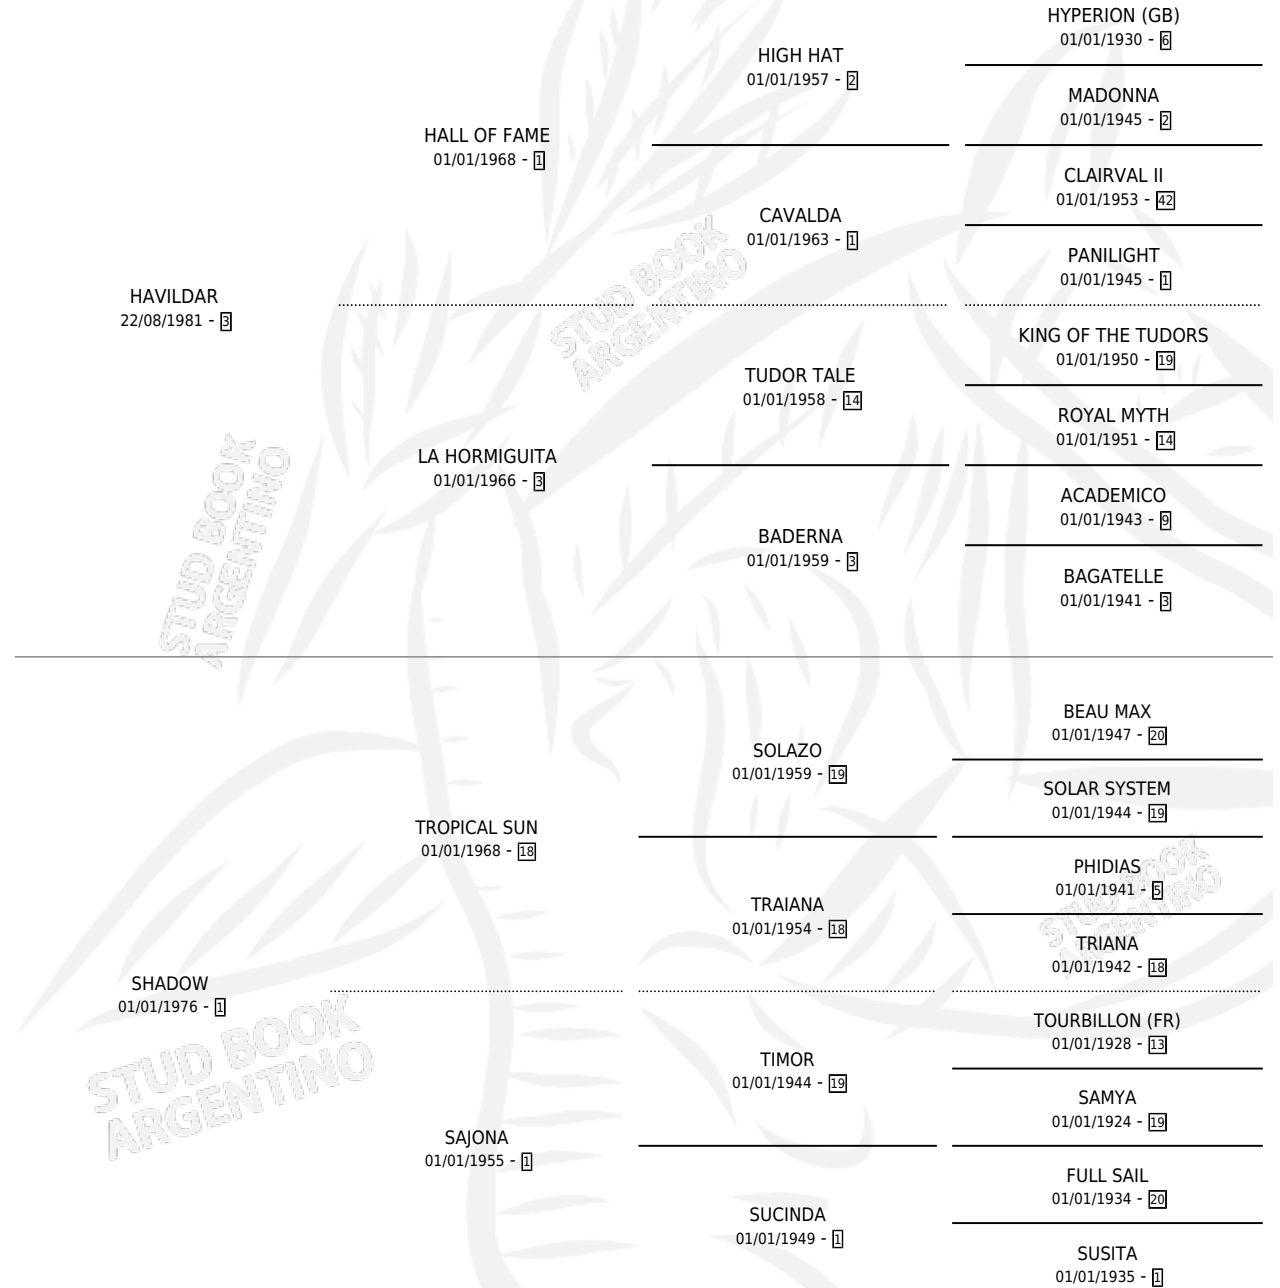 HYPERION (GB)
01/01/1930 - 6
HIGH HAT
01/01/1957 - 2
MADONNA
01/01/1945 - 2
HALL OF FAME
01/01/1968 - 1
CLAIRVAL II
01/01/1953 - 42
CAVALDA
01/01/1963 - 1
PANILIGHT
01/01/1945 - 1
HAVILDAR
22/08/1981 - 3
KING OF THE TUDORS
01/01/1950 - 19
TUDOR TALE
01/01/1958 - 14
ROYAL MYTH
01/01/1951 - 14
LA HORMIGUITA
01/01/1966 - 3
ACADEMICO
01/01/1943 - 9
BADERNA
01/01/1959 - 3
BAGATELLE
01/01/1941 - 3
BEAU MAX
01/01/1947 - 20
SOLAZO
01/01/1959 - 19
SOLAR SYSTEM
01/01/1944 - 19
TROPICAL SUN
01/01/1968 - 18
PHIDIAS
01/01/1941 - 5
TRAIANA
01/01/1954 - 18
TRIANA
01/01/1942 - 18
SHADOW
01/01/1976 - 1
TOURBILLON (FR)
01/01/1928 - 13
TIMOR
01/01/1944 - 19
SAMYA
01/01/1924 - 19
SAJONA
01/01/1955 - 1
FULL SAIL
01/01/1934 - 20
SUCINDA
01/01/1949 - 1
SUSITA
01/01/1935 - 1
STUD BOOK
ARGENTINO
STUD BOOK
ARGENTINO
STUD BOOK
ARGENTINO
STUD BOOK
ARGENTINO